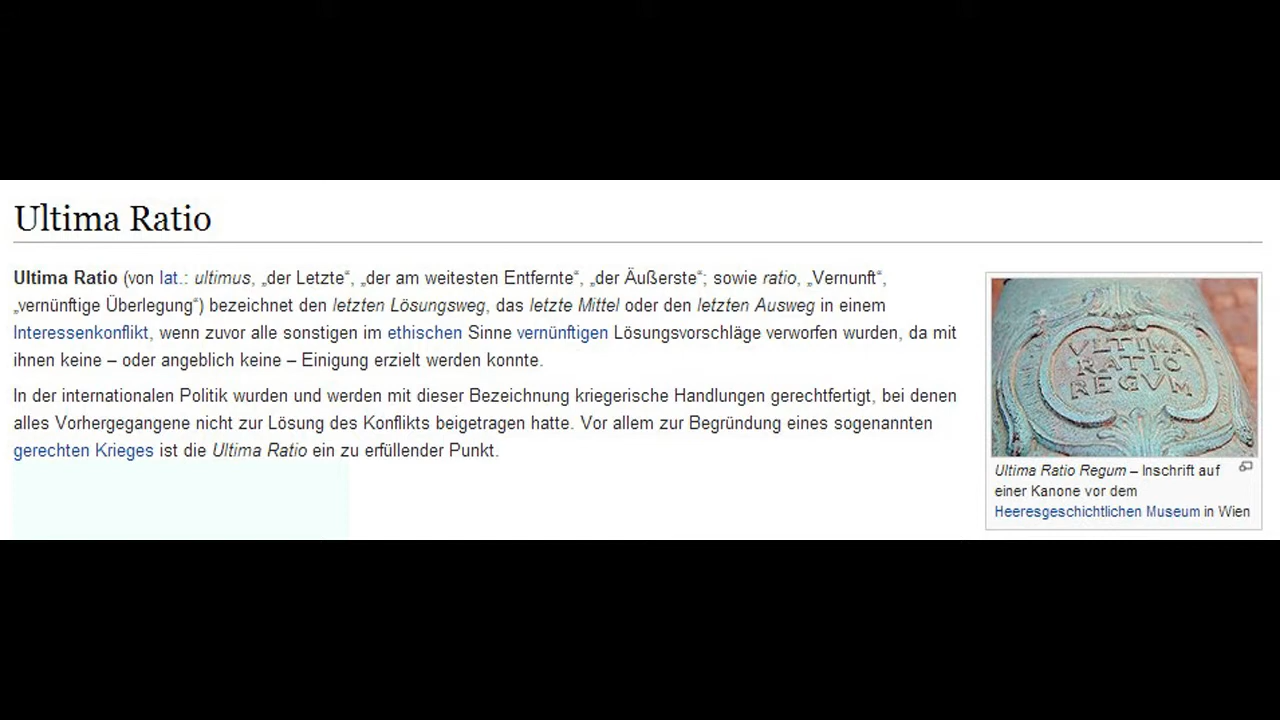 Ultima Ratio
Ultima Ratio (von lat.: ultimus, „der Letzte“, „der am weitesten Entfernte“, „der Äußerste“; sowie ratio, „Vernunft“,
„vernünftige Überlegung“) bezeichnet den letzten Lösungsweg, das letzte Mittel oder den letzten Ausweg in einem
Interessenkonflikt, wenn zuvor alle sonstigen im ethischen Sinne vernünftigen Lösungsvorschläge verworfen wurden, da mit
ihnen keine – oder angeblich keine – Einigung erzielt werden konnte.
In der internationalen Politik wurden und werden mit dieser Bezeichnung kriegerische Handlungen gerechtfertigt, bei denen
alles Vorhergegangene nicht zur Lösung des Konflikts beigetragen hatte. Vor allem zur Begründung eines sogenannten
gerechten Krieges ist die Ultima Ratio ein zu erfüllender Punkt.
VLTIMA
RATIO
REGVM
Ultima Ratio Regum – Inschrift auf
einer Kanone vor dem
Heeresgeschichtlichen Museum in Wien